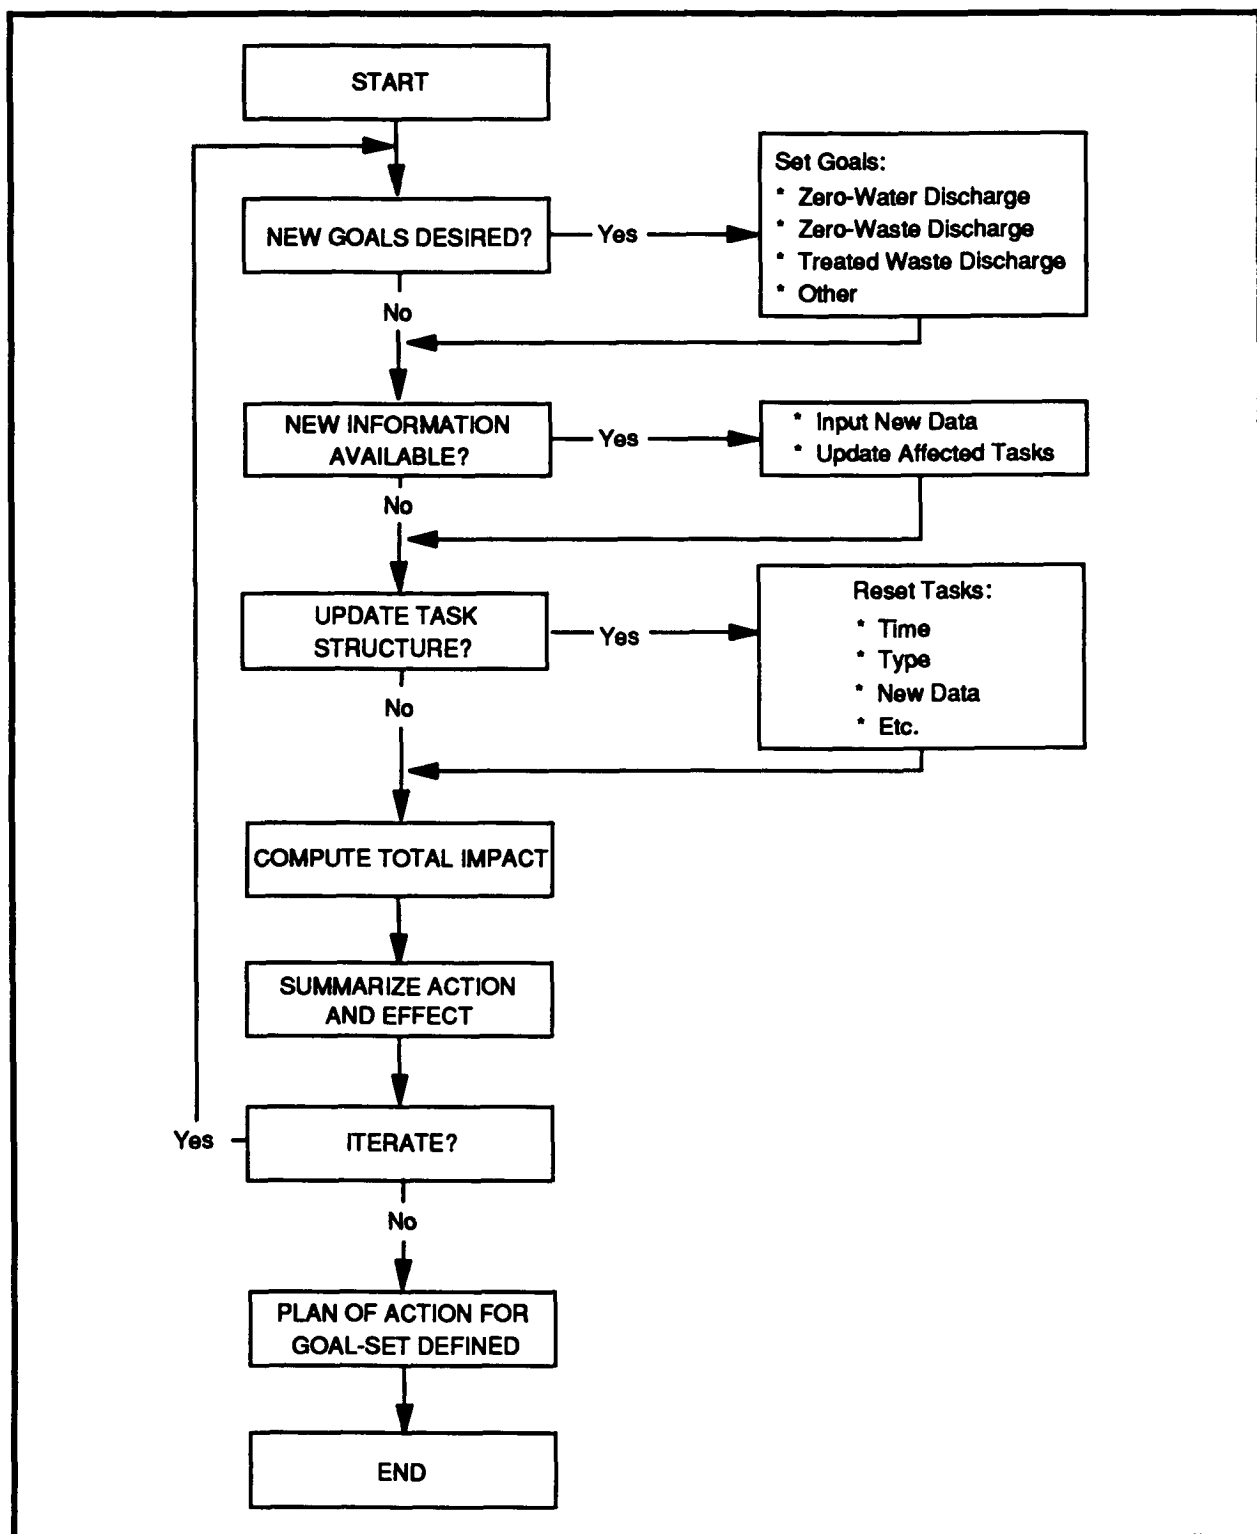 START
Set Goals:
* Zero-Water Discharge
* Zero-Waste Discharge
* Treated Waste Discharge
* Other
NEW GOALS DESIRED?
Yes
No
NEW INFORMATION
AVAILABLE?
Yes
* Input New Data
* Update Affected Tasks
No
UPDATE TASK
STRUCTURE?
Yes
Reset Tasks:
* Time
* Type
* New Data
* Etc.
No
COMPUTE TOTAL IMPACT
SUMMARIZE ACTION
AND EFFECT
Yes
ITERATE?
No
PLAN OF ACTION FOR
GOAL-SET DEFINED
END